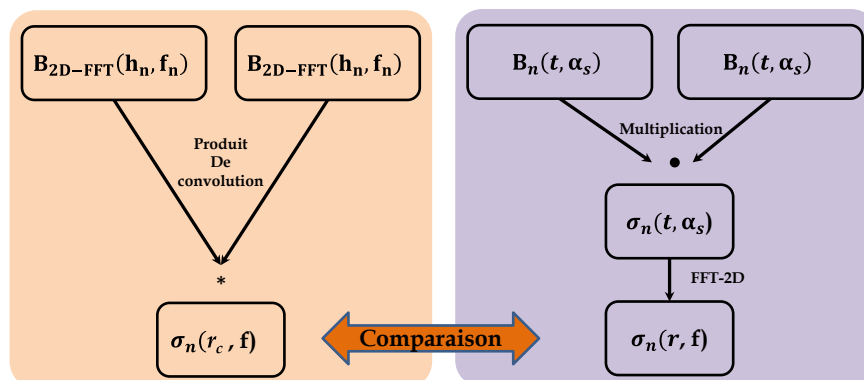 B₂D₋FFT(hₙ, fₙ)
B₂D₋FFT(hₙ, fₙ)
Produit
De
convolution
*
σₙ(r_c , f)
Comparaison
Bₙ(t, αₛ)
Bₙ(t, αₛ)
Multiplication
•
σₙ(t, αₛ)
FFT-2D
σₙ(r, f)